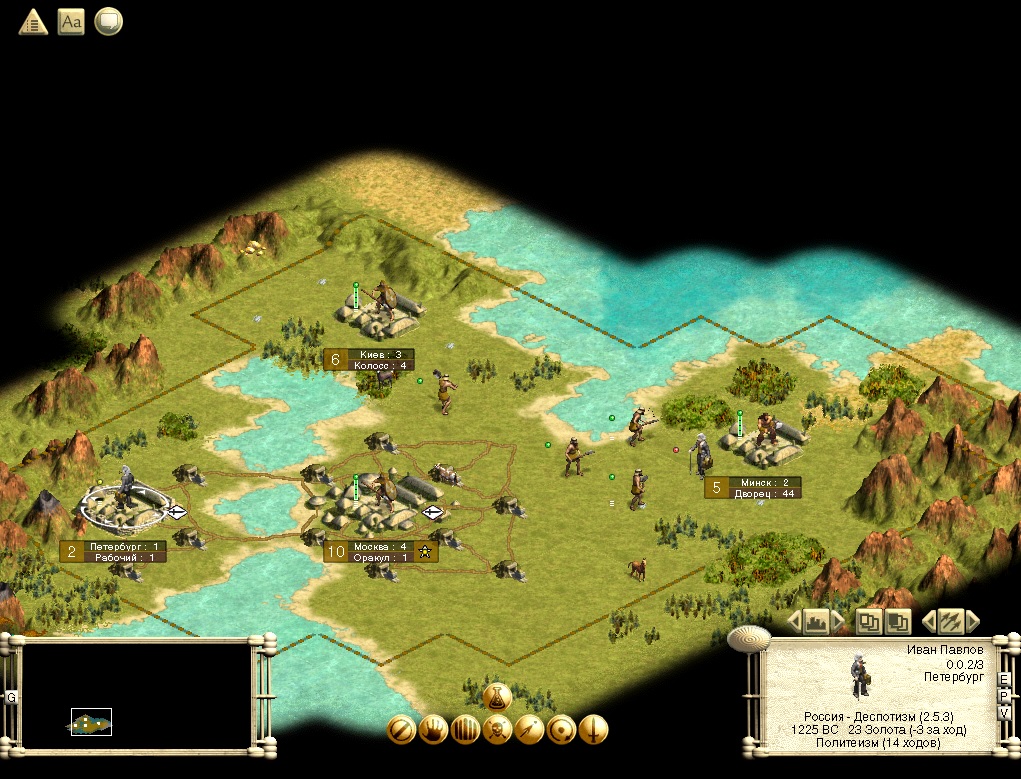 Aa
6
Киев : 3
Колосс : 4
5
Минск : 2
Дворец : 44
2
Петербург : 1
Рабочий : 1
10
Москва : 4
Оракул : 1
G
Иван Павлов
0.0.2/3
Петербург
E
P
V
Россия - Деспотизм (2.5.3)
1225 BC 23 Золота (-3 за ход)
Политеизм (14 ходов)